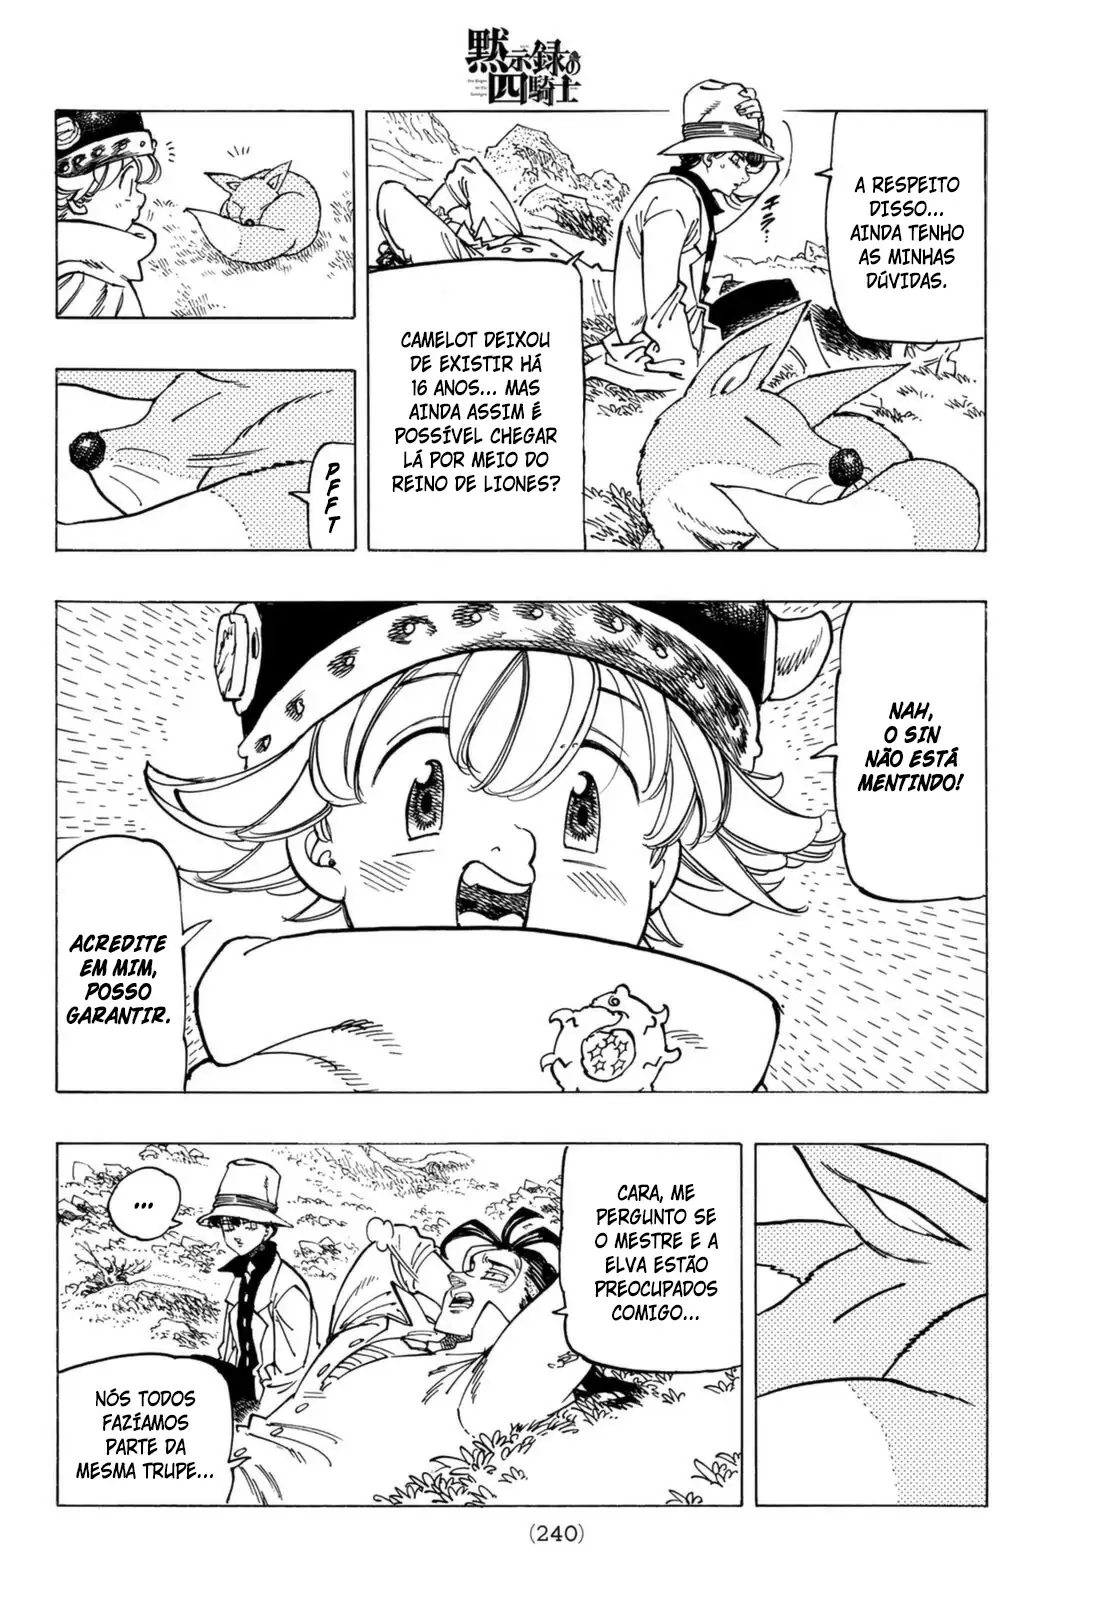 黙示録の
四騎士
A RESPEITO
DISSO...
AINDA TENHO
AS MINHAS
DÚVIDAS.
CAMELOT DEIXOU
DE EXISTIR HÁ
16 ANOS... MAS
AINDA ASSIM É
POSSÍVEL CHEGAR
LÁ POR MEIO DO
REINO DE LIONES?
PFFT
NAH,
O SIN
NÃO ESTÁ
MENTINDO!
ACREDITE
EM MIM,
POSSO
GARANTIR.
CARA, ME
PERGUNTO SE
O MESTRE E A
ELVA ESTÃO
PREOCUPADOS
COMIGO...
...
NÓS TODOS
FAZÍAMOS
PARTE DA
MESMA TRUPE...
(240)